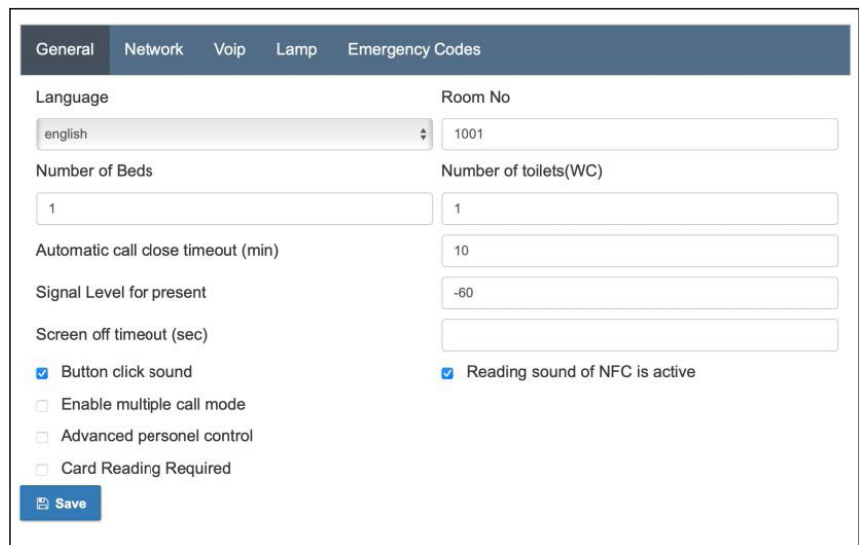 General Network Voip Lamp Emergency Codes
Language Room No
english 1001
Number of Beds Number of toilets(WC)
1 1
Automatic call close timeout (min) 10
Signal Level for present -60
Screen off timeout (sec)
Button click sound Reading sound of NFC is active
Enable multiple call mode
Advanced personel control
Card Reading Required
Save